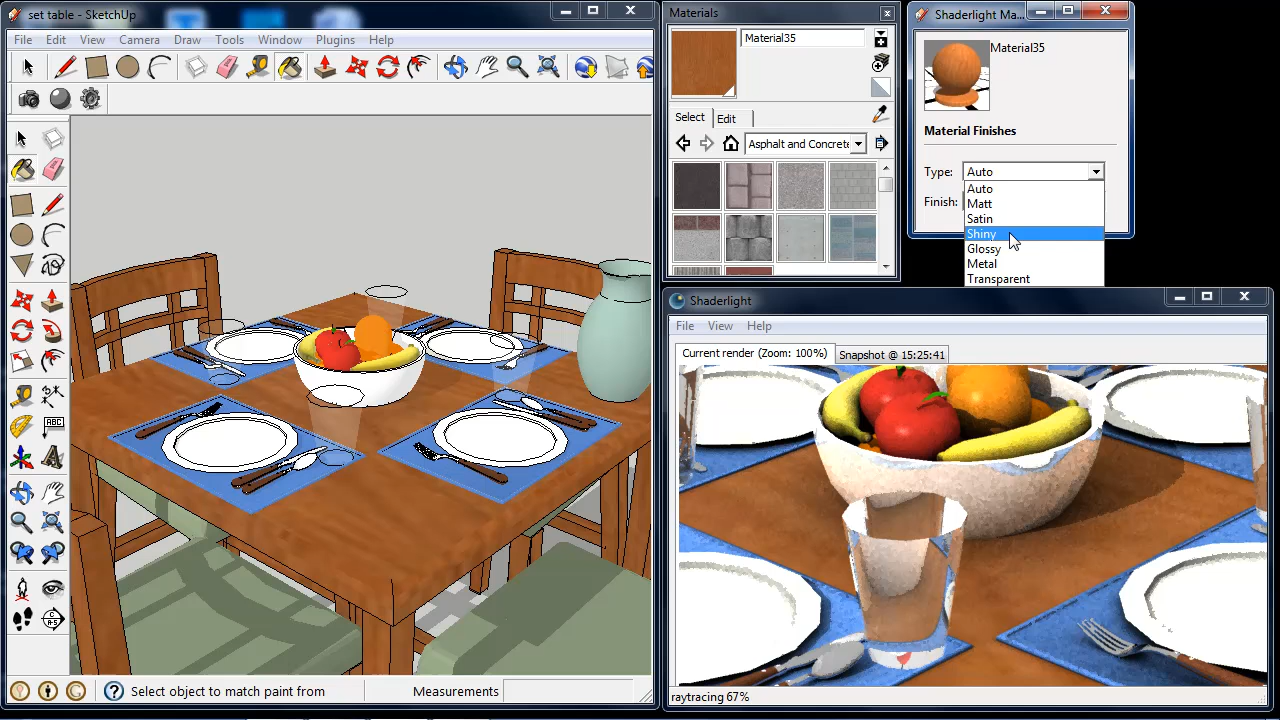 set table - SketchUp
File Edit View Camera Draw Tools Window Plugins Help
ABC
C
A-S
Select object to match paint from
Measurements
Materials
Material35
Select Edit
Asphalt and Concrete
Shaderlight Ma...
Material35
Material Finishes
Type: Auto
Auto
Matt
Satin
Finish:
Shiny
Glossy
Metal
Transparent
Shaderlight
File View Help
Current render (Zoom: 100%) Snapshot @ 15:25:41
raytracing 67%